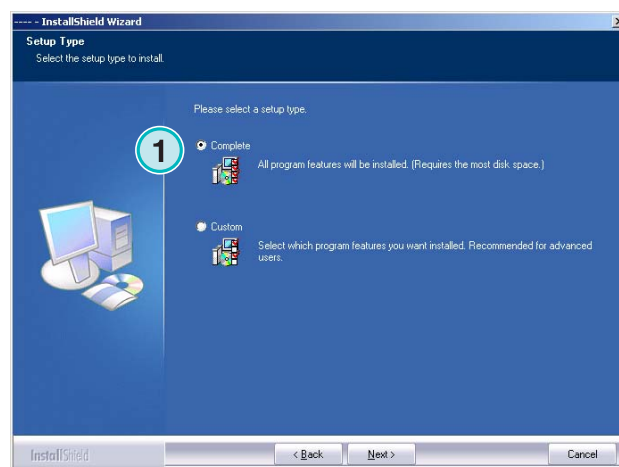 ---- - InstallShield Wizard
Setup Type
Select the setup type to install.
Please select a setup type.
1
Complete
All program features will be installed. (Requires the most disk space.)
Custom
Select which program features you want installed. Recommended for advanced
users.
InstallShield
< Back
Next >
Cancel